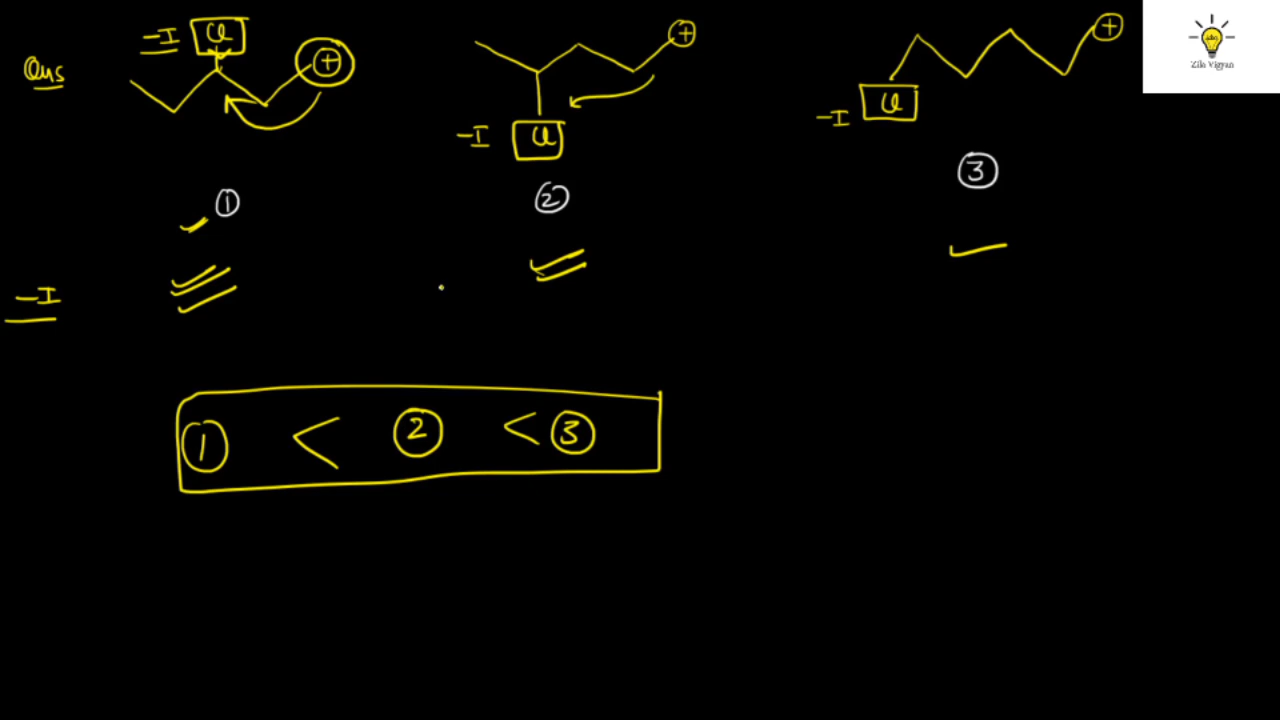 Ans
-I Cl +
+
-I Cl
+
-I Cl
1 2 3
-I
1 < 2 < 3
Zila Vigyan